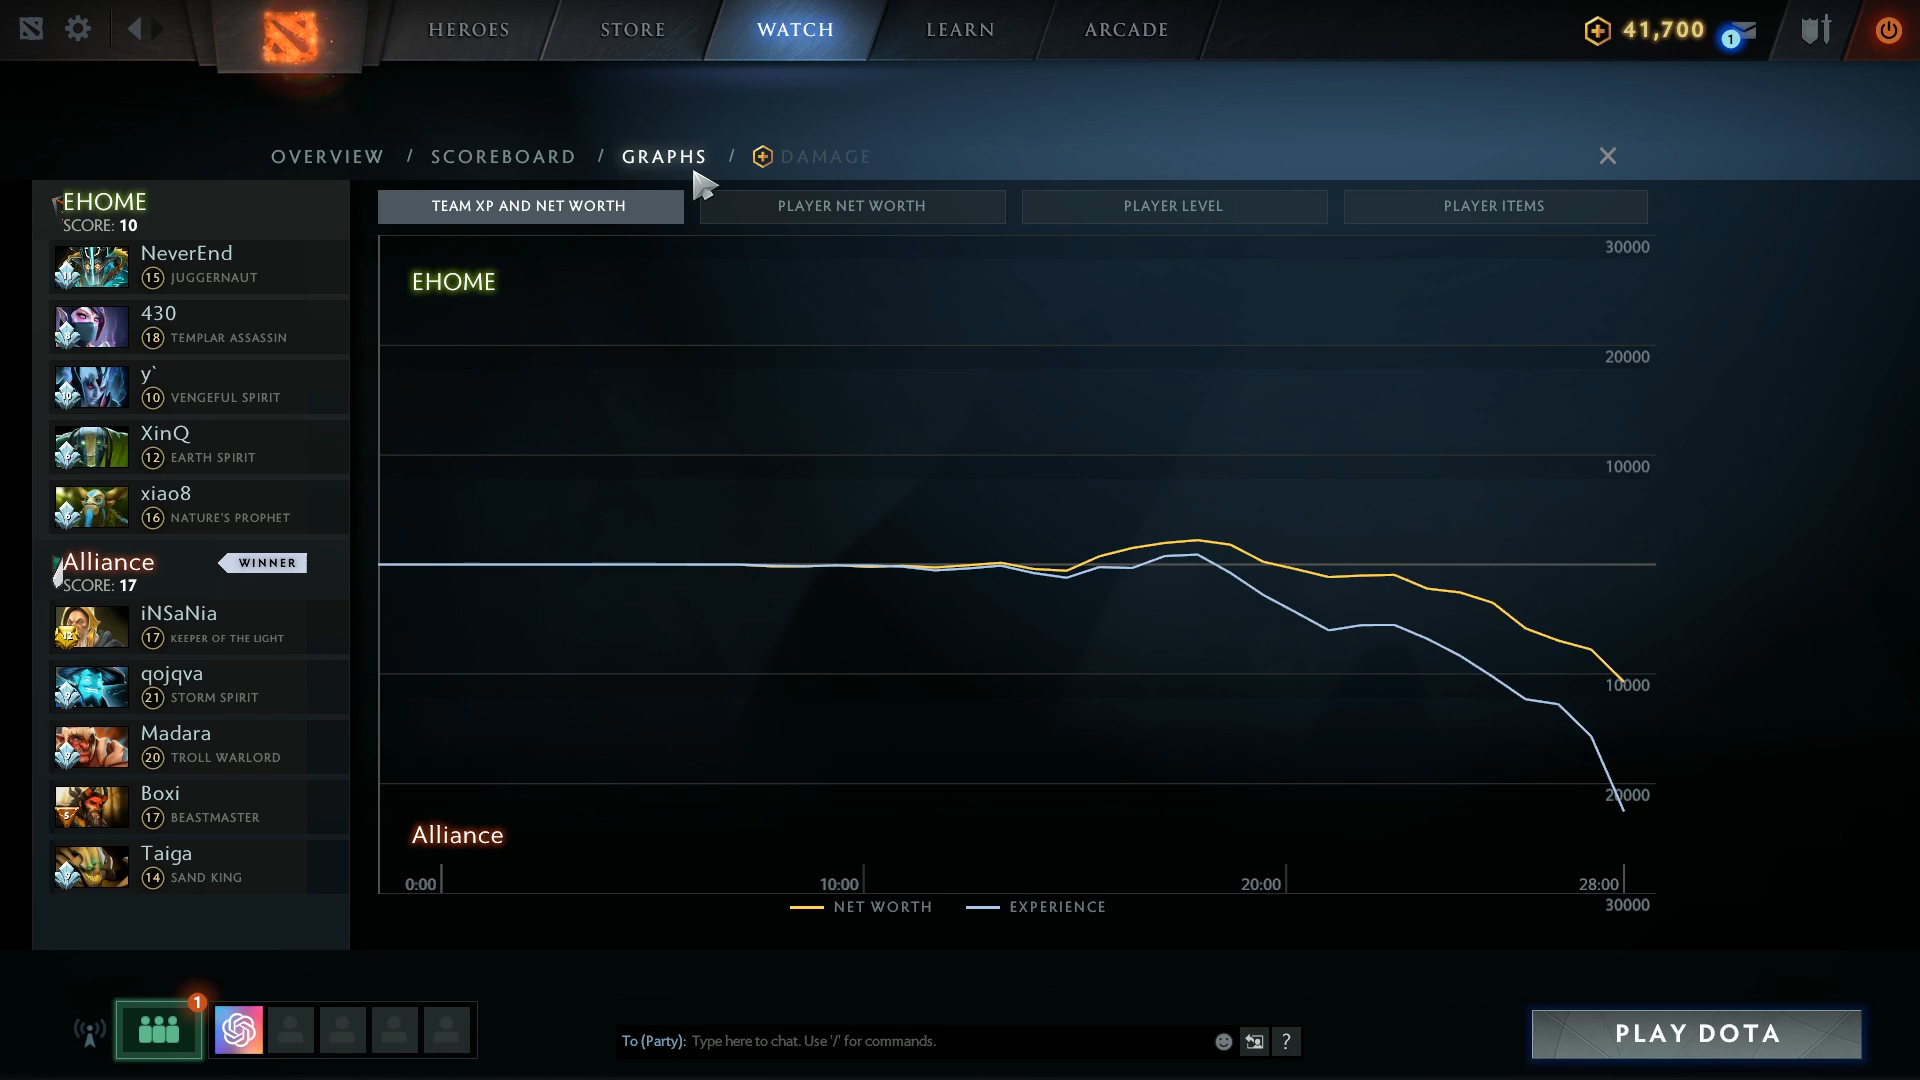 HEROES
STORE
WATCH
LEARN
ARCADE
41,700
1
OVERVIEW / SCOREBOARD / GRAPHS / DAMAGE
EHOME
SCORE: 10
NeverEnd
15 JUGGERNAUT
430
18 TEMPLAR ASSASSIN
y`
10 VENGEFUL SPIRIT
XinQ
12 EARTH SPIRIT
xiao8
16 NATURE'S PROPHET
Alliance
WINNER
SCORE: 17
iNSaNia
12
17 KEEPER OF THE LIGHT
qojqva
9
21 STORM SPIRIT
Madara
9
20 TROLL WARLORD
Boxi
5
17 BEASTMASTER
Taiga
9
14 SAND KING
TEAM XP AND NET WORTH
PLAYER NET WORTH
PLAYER LEVEL
PLAYER ITEMS
30000
EHOME
20000
10000
10000
20000
Alliance
0:00
10:00
20:00
28:00
30000
NET WORTH
EXPERIENCE
1
To (Party): Type here to chat. Use '/' for commands.
?
PLAY DOTA